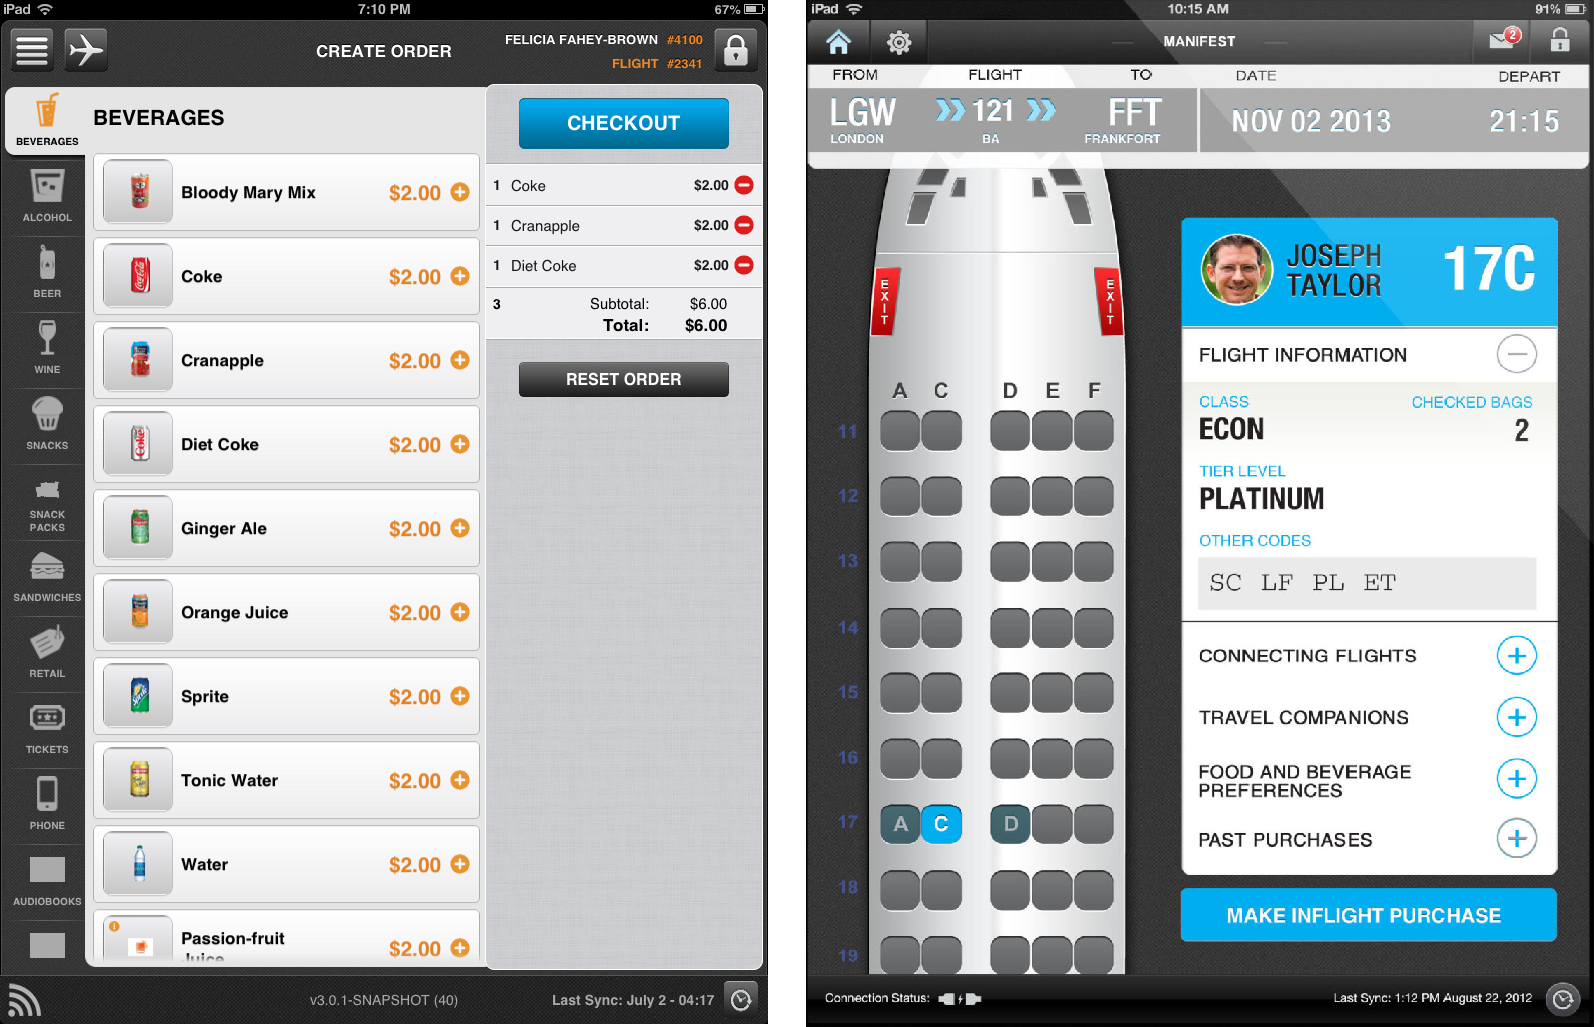 iPad
7:10 PM
67%
CREATE ORDER
FELICIA FAHEY-BROWN #4100
FLIGHT #2341
BEVERAGES
ALCOHOL
BEER
WINE
SNACKS
SNACK
PACKS
SANDWICHES
RETAIL
TICKETS
PHONE
AUDIOBOOKS
BEVERAGES
Bloody Mary Mix $2.00
Coke $2.00
Cranapple $2.00
Diet Coke $2.00
Ginger Ale $2.00
Orange Juice $2.00
Sprite $2.00
Tonic Water $2.00
Water $2.00
Passion-fruit
Juice $2.00
CHECKOUT
1 Coke $2.00
1 Cranapple $2.00
1 Diet Coke $2.00
3 Subtotal: $6.00
Total: $6.00
RESET ORDER
v3.0.1-SNAPSHOT (40)
Last Sync: July 2 - 04:17
iPad
10:15 AM
91%
MANIFEST
2
FROM FLIGHT TO DATE DEPART
LGW 121 FFT NOV 02 2013 21:15
LONDON BA FRANKFORT
EXIT
EXIT
A C D E F
11
12
13
14
15
16
17 A C D
18
19
JOSEPH
TAYLOR
17C
FLIGHT INFORMATION
CLASS CHECKED BAGS
ECON 2
TIER LEVEL
PLATINUM
OTHER CODES
SC LF PL ET
CONNECTING FLIGHTS
TRAVEL COMPANIONS
FOOD AND BEVERAGE
PREFERENCES
PAST PURCHASES
MAKE INFLIGHT PURCHASE
Connection Status:
Last Sync: 1:12 PM August 22, 2012